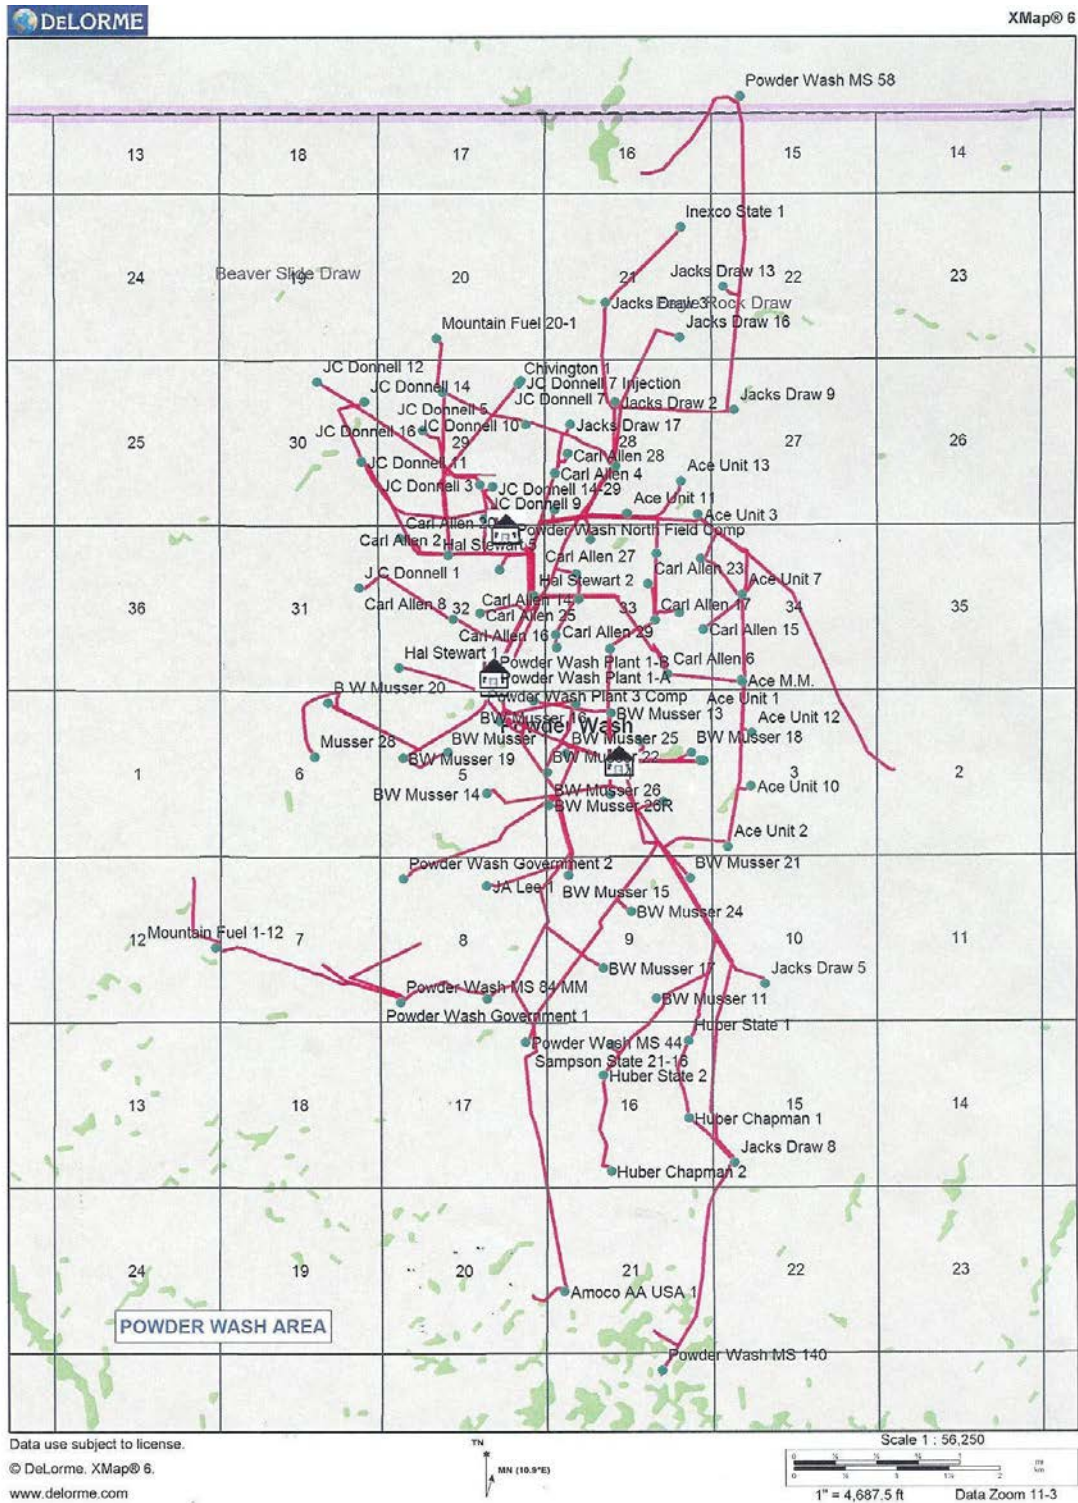 DELORME
XMap® 6
Powder Wash MS 58
13
18
17
16
15
14
Inexco State 1
24
Beaver Slide Draw
19
20
21
Jacks Draw 13
22
23
Jacks Draw 3
Eagle Rock Draw
Mountain Fuel 20-1
Jacks Draw 16
JC Donnell 12
Chivington 1
JC Donnell 14
JC Donnell 7 Injection
JC Donnell 7
Jacks Draw 2
Jacks Draw 9
JC Donnell 5
JC Donnell 16
JC Donnell 10
Jacks Draw 17
25
30
29
28
27
26
JC Donnell 11
Carl Allen 28
Carl Allen 4
Ace Unit 13
JC Donnell 3
JC Donnell 14-29
JC Donnell 9
Ace Unit 11
Ace Unit 3
Carl Allen 20
Powder Wash North Field Comp
Carl Allen 2
Hal Stewart 5
Carl Allen 27
Carl Allen 23
J C Donnell 1
Hal Stewart 2
Ace Unit 7
36
31
Carl Allen 8
32
Carl Allen 14
Carl Allen 25
33
Carl Allen 17
34
35
Carl Allen 16
Carl Allen 29
Carl Allen 15
Hal Stewart 1
Powder Wash Plant 1-B
Carl Allen 6
Powder Wash Plant 1-A
Ace M.M.
B W Musser 20
Powder Wash Plant 3 Comp
Ace Unit 1
BW Musser 16
BW Musser 13
Ace Unit 12
Powder Wash
Musser 28
BW Musser
BW Musser 25
BW Musser 18
BW Musser 19
BW Musser 22
1
6
5
3
2
BW Musser 14
BW Musser 26
Ace Unit 10
BW Musser 26R
Ace Unit 2
Powder Wash Government 2
BW Musser 21
JA Lee 1
BW Musser 15
BW Musser 24
12
Mountain Fuel 1-12
7
8
9
10
11
BW Musser 17
Jacks Draw 5
Powder Wash MS 84 MM
BW Musser 11
Powder Wash Government 1
Huber State 1
Powder Wash MS 44
Sampson State 21-16
Huber State 2
13
18
17
16
15
14
Huber Chapman 1
Jacks Draw 8
Huber Chapman 2
24
19
20
21
22
23
Amoco AA USA 1
POWDER WASH AREA
Powder Wash MS 140
Data use subject to license.
© DeLorme. XMap® 6.
www.delorme.com
TN
MN (10.9°E)
Scale 1 : 56,250
mi
km
1" = 4,687.5 ft
Data Zoom 11-3